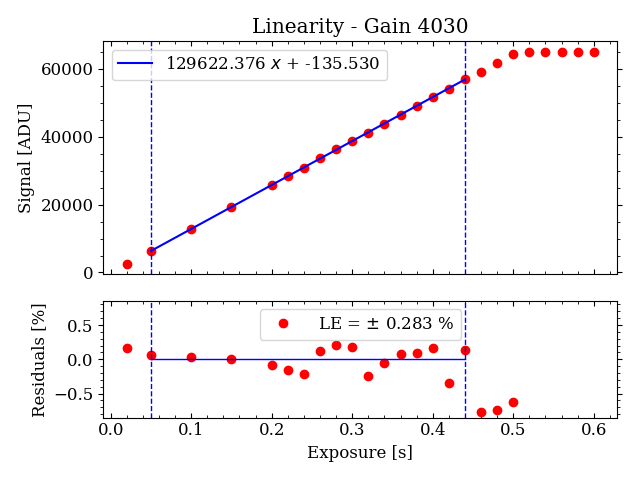 Linearity - Gain 4030
129622.376 x + -135.530
Signal [ADU]
60000
40000
20000
0
LE = ± 0.283 %
Residuals [%]
0.5
0.0
−0.5
0.0 0.1 0.2 0.3 0.4 0.5 0.6
Exposure [s]